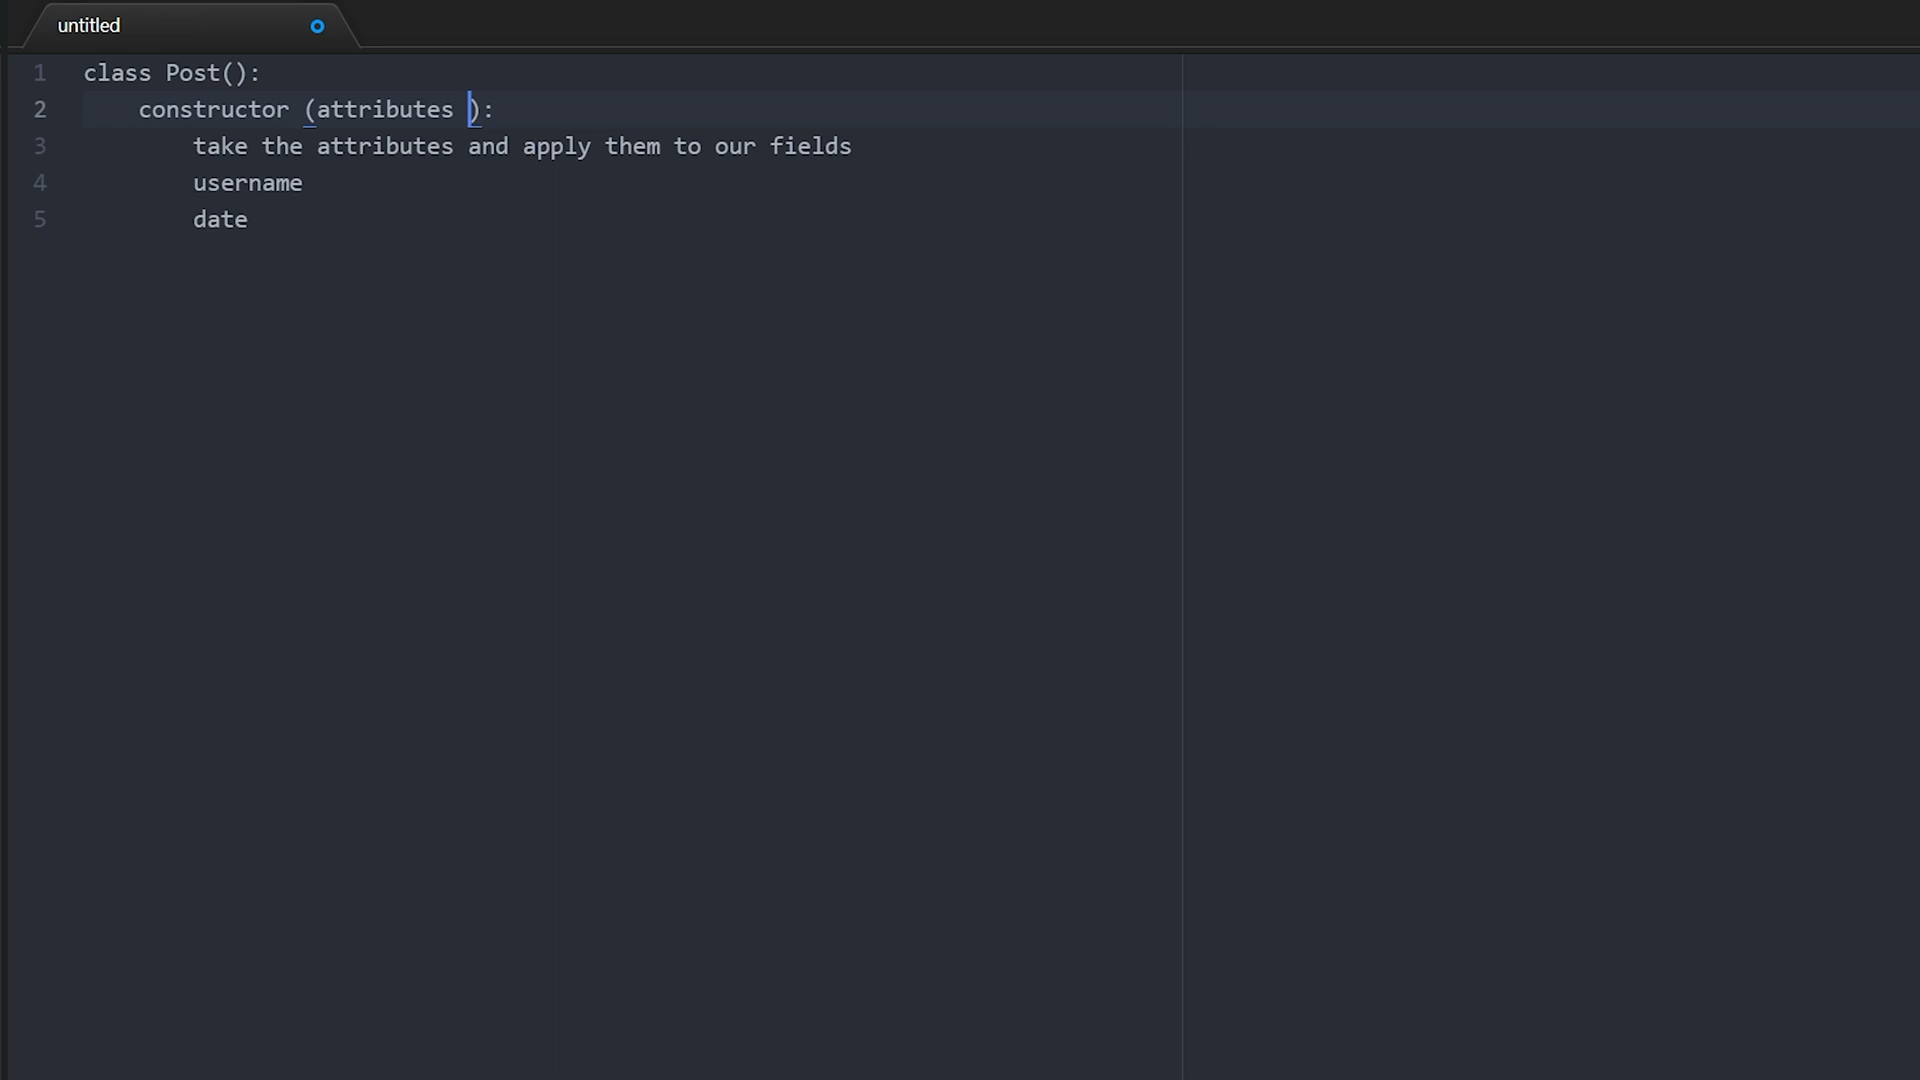 untitled
1 class Post():
2 constructor (attributes ):
3 take the attributes and apply them to our fields
4 username
5 date